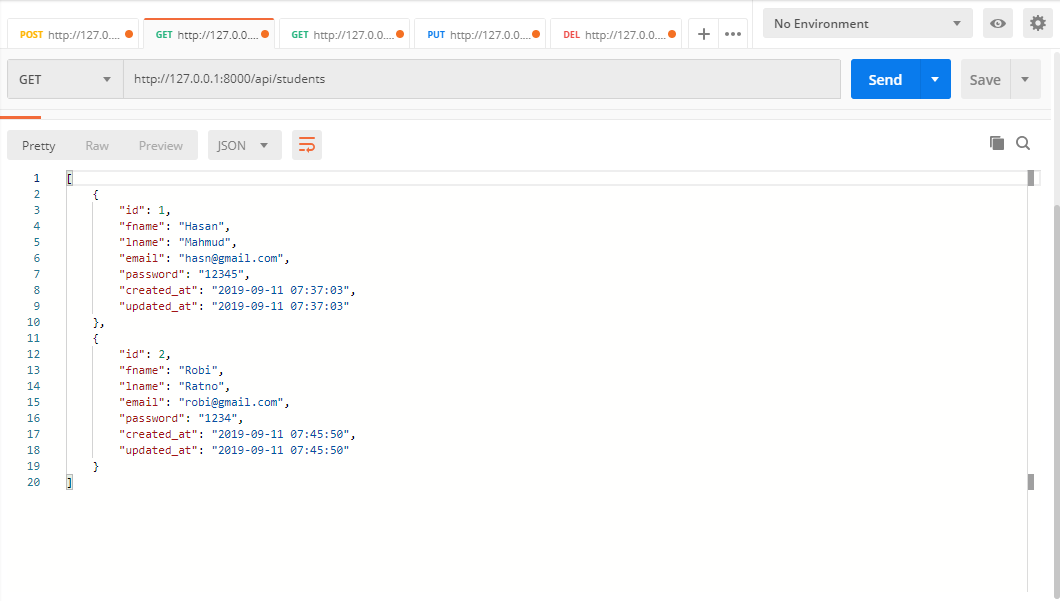 POST http://127.0.... GET http://127.0.0.... GET http://127.0.0.... PUT http://127.0.0.... DEL http://127.0.0.... + ••• No Environment
GET http://127.0.0.1:8000/api/students Send Save
Pretty Raw Preview JSON
1 [
2 {
3 "id": 1,
4 "fname": "Hasan",
5 "lname": "Mahmud",
6 "email": "hasn@gmail.com",
7 "password": "12345",
8 "created_at": "2019-09-11 07:37:03",
9 "updated_at": "2019-09-11 07:37:03"
10 },
11 {
12 "id": 2,
13 "fname": "Robi",
14 "lname": "Ratno",
15 "email": "robi@gmail.com",
16 "password": "1234",
17 "created_at": "2019-09-11 07:45:50",
18 "updated_at": "2019-09-11 07:45:50"
19 }
20 ]